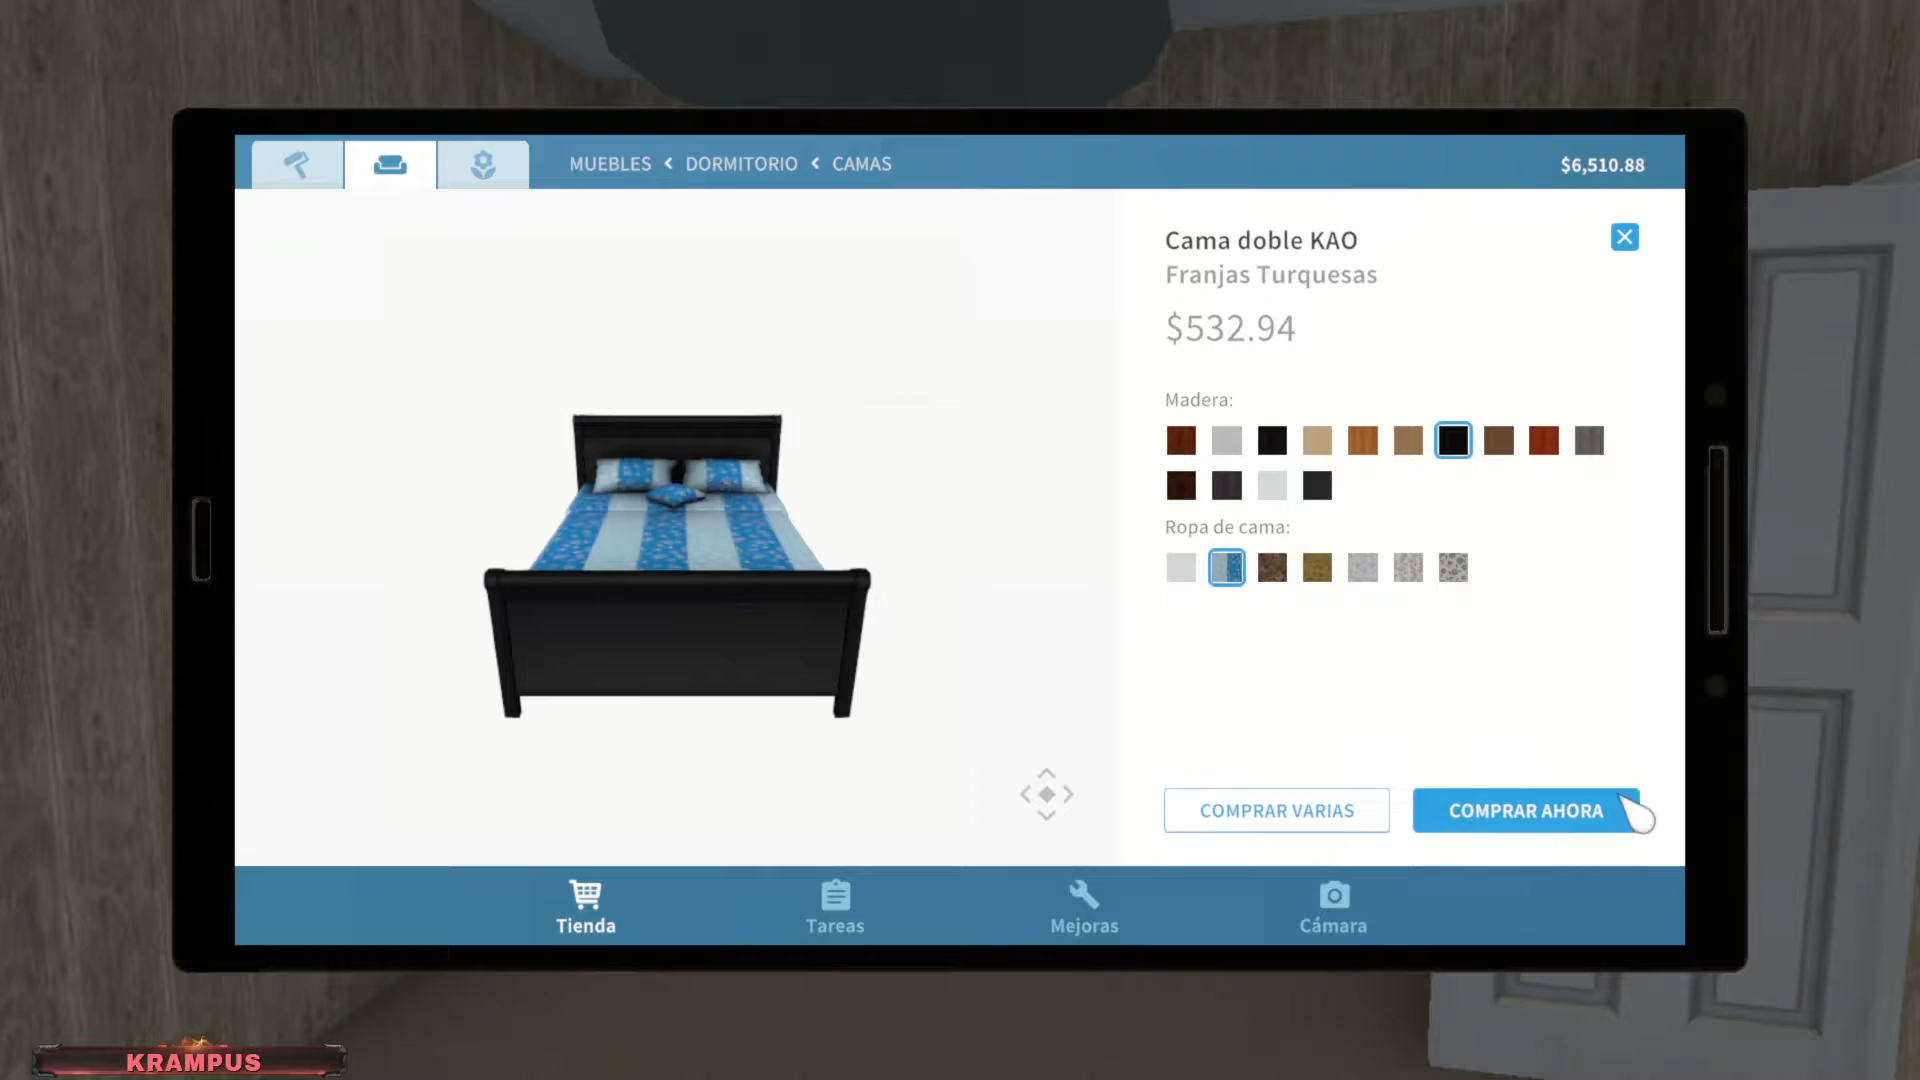 MUEBLES < DORMITORIO < CAMAS
$6,510.88
Cama doble KAO
Franjas Turquesas
$532.94
Madera:
Ropa de cama:
COMPRAR VARIAS
COMPRAR AHORA
Tienda
Tareas
Mejoras
Cámara
KRAMPUS